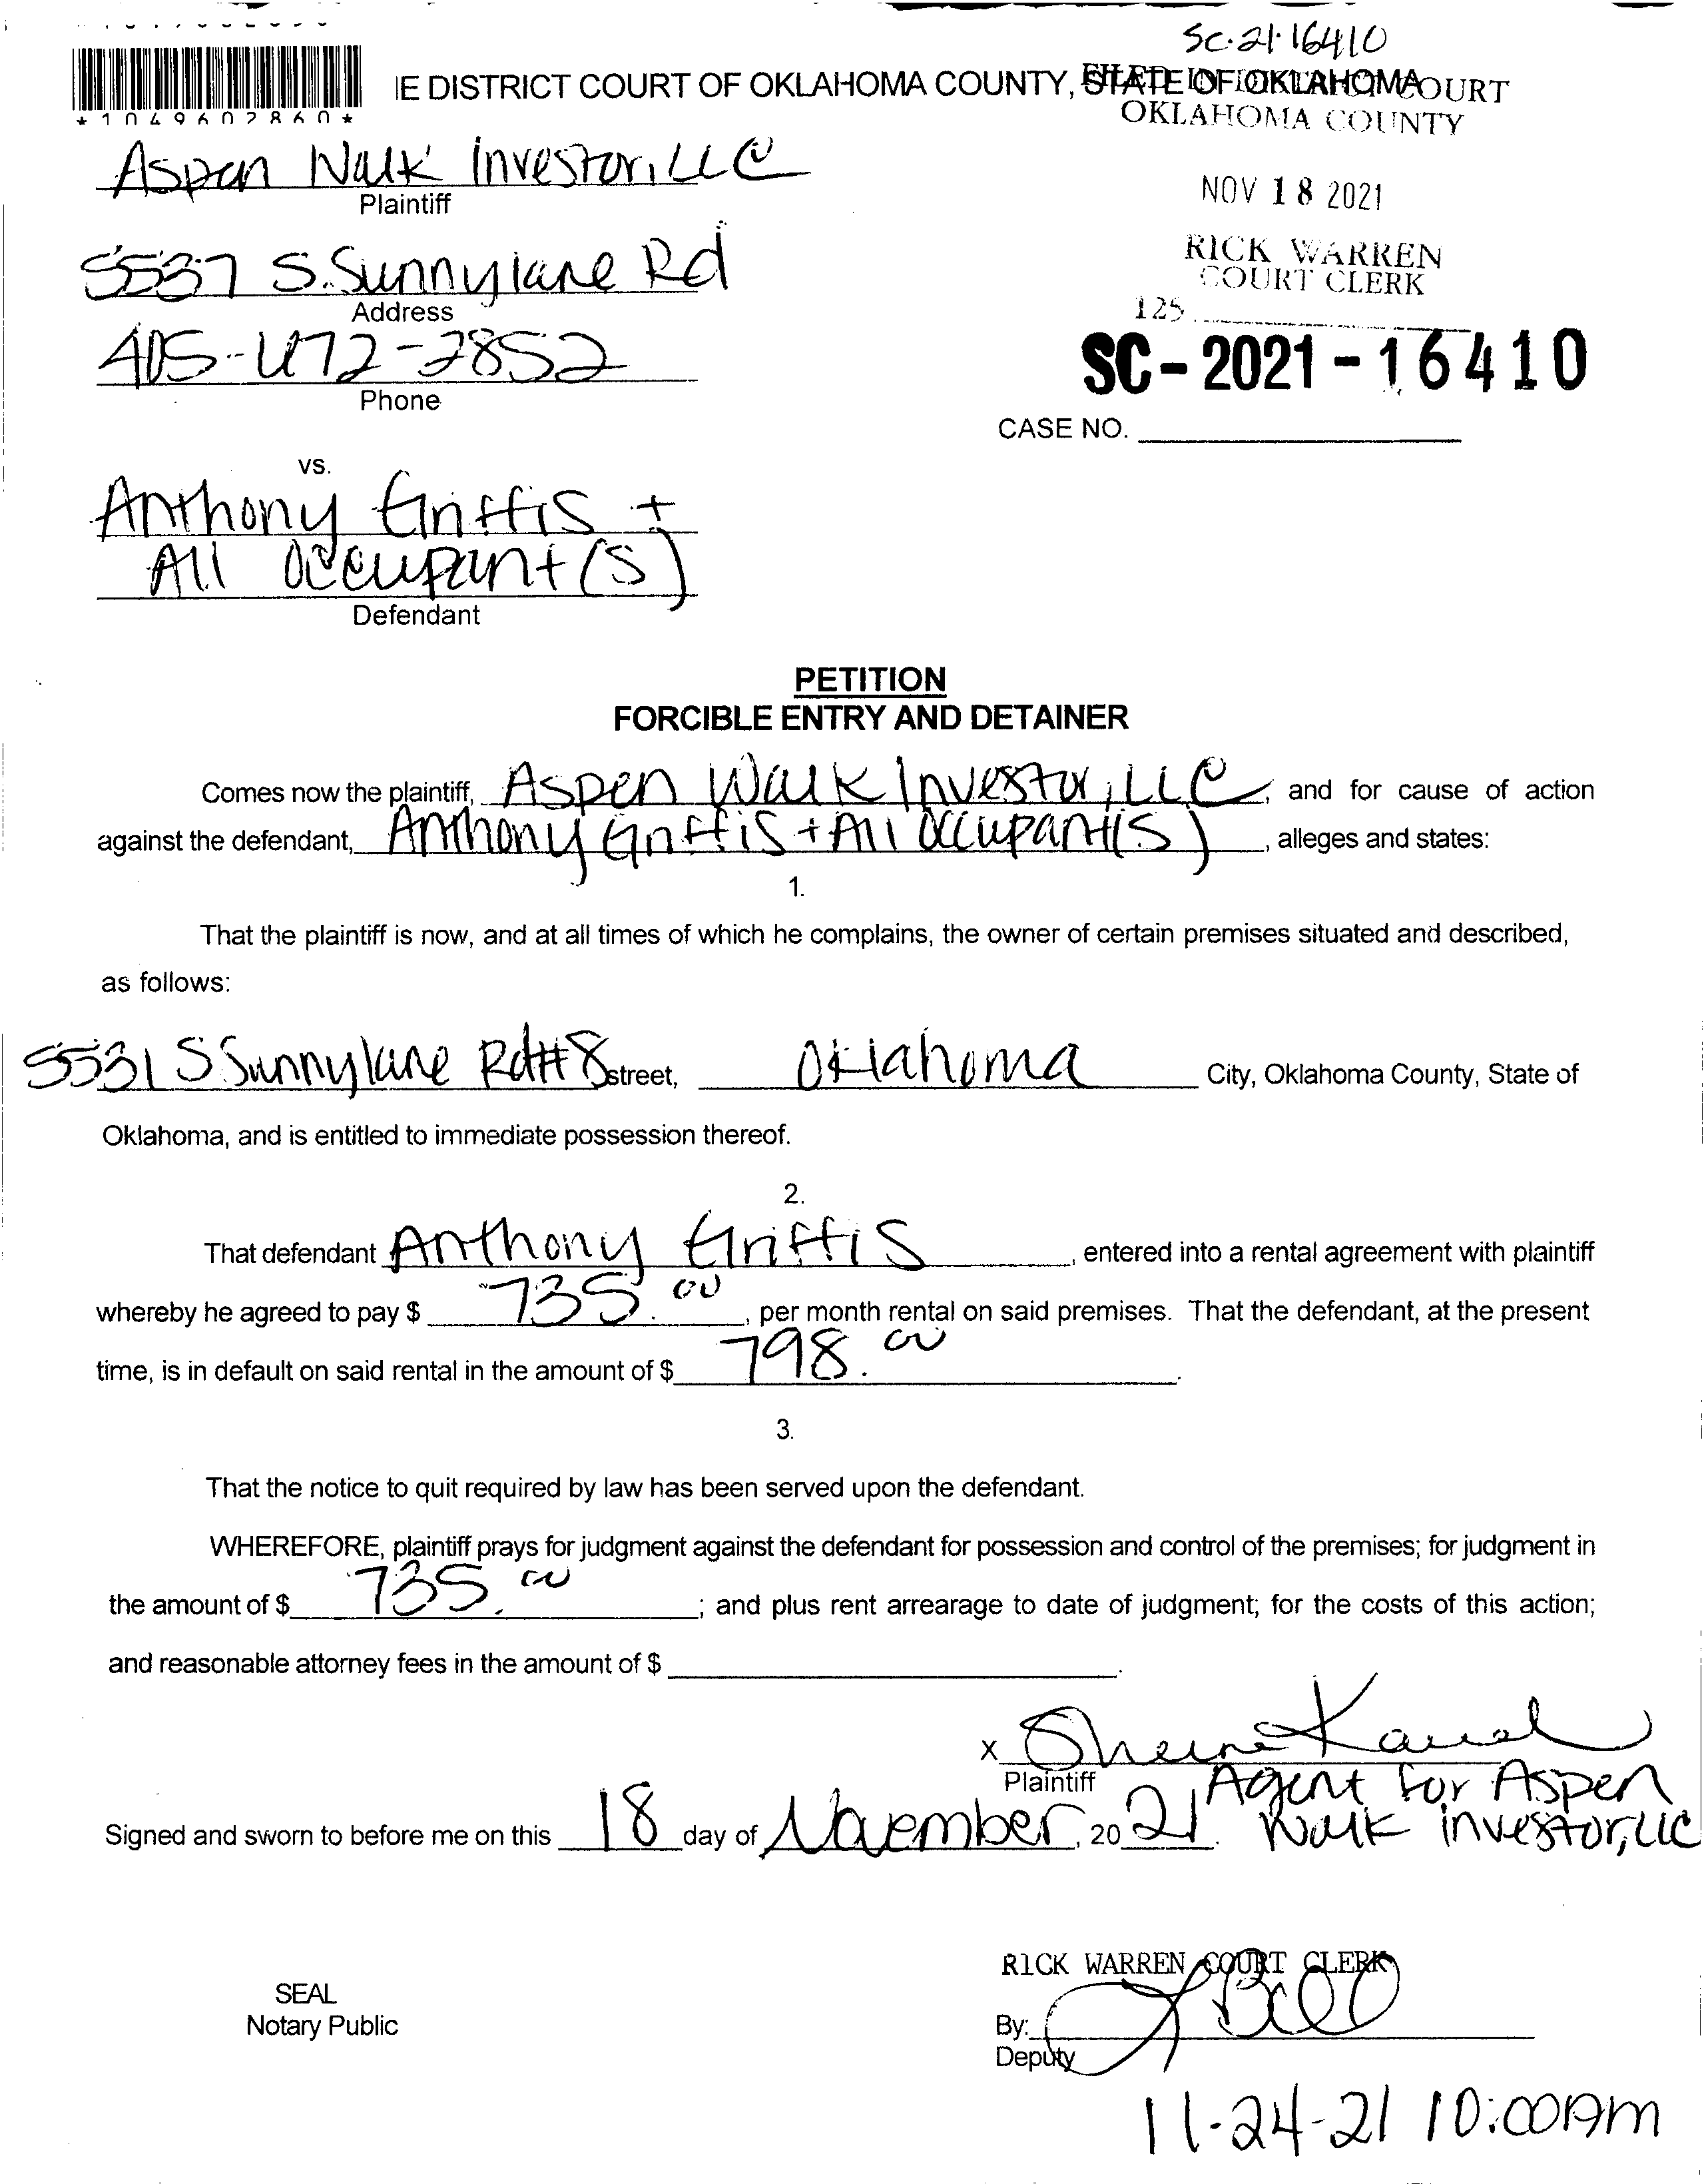 SC-21-16410
IE DISTRICT COURT OF OKLAHOMA COUNTY, STATE OF OKLAHOMA
COURT
OKLAHOMA COUNTY
*1049602860*
Aspen Walk Investor, LLC
Plaintiff
NOV 18 2021
5537 S. Sunnylane Rd
RICK WARREN
COURT CLERK
Address
125
405-672-2852
SC-2021-16410
Phone
CASE NO.
vs.
Anthony Griffis +
All Occupant(s)
Defendant
PETITION
FORCIBLE ENTRY AND DETAINER
Comes now the plaintiff, Aspen Walk Investor, LLC, and for cause of action
against the defendant, Anthony Griffis + All Occupant(s), alleges and states:
1.
That the plaintiff is now, and at all times of which he complains, the owner of certain premises situated and described,
as follows:
5531 S Sunnylane Rd #8 street, Oklahoma City, Oklahoma County, State of
Oklahoma, and is entitled to immediate possession thereof.
2.
That defendant Anthony Griffis, entered into a rental agreement with plaintiff
whereby he agreed to pay $ 735.00, per month rental on said premises. That the defendant, at the present
time, is in default on said rental in the amount of $ 798.00.
3.
That the notice to quit required by law has been served upon the defendant.
WHEREFORE, plaintiff prays for judgment against the defendant for possession and control of the premises; for judgment in
the amount of $ 735.00; and plus rent arrearage to date of judgment; for the costs of this action;
and reasonable attorney fees in the amount of $ .
x
Plaintiff Agent for Aspen
Walk investor, LLC
Signed and sworn to before me on this 18 day of November, 2021.
RICK WARREN COURT CLERK
SEAL
Notary Public
By:
Deputy
11-24-21 10:00Am